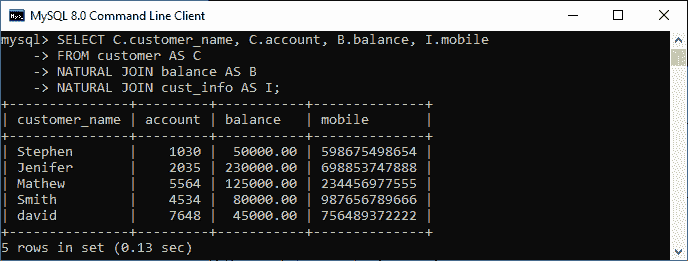 MySQL 8.0 Command Line Client
mysql> SELECT C.customer_name, C.account, B.balance, I.mobile
    -> FROM customer AS C
    -> NATURAL JOIN balance AS B
    -> NATURAL JOIN cust_info AS I;
+---------------+---------+-----------+--------------+
| customer_name | account | balance   | mobile       |
+---------------+---------+-----------+--------------+
| Stephen       |    1030 |  50000.00 | 598675498654 |
| Jenifer       |    2035 | 230000.00 | 698853747888 |
| Mathew        |    5564 | 125000.00 | 234456977555 |
| Smith         |    4534 |  80000.00 | 987656789666 |
| david         |    7648 |  45000.00 | 756489372222 |
+---------------+---------+-----------+--------------+
5 rows in set (0.13 sec)